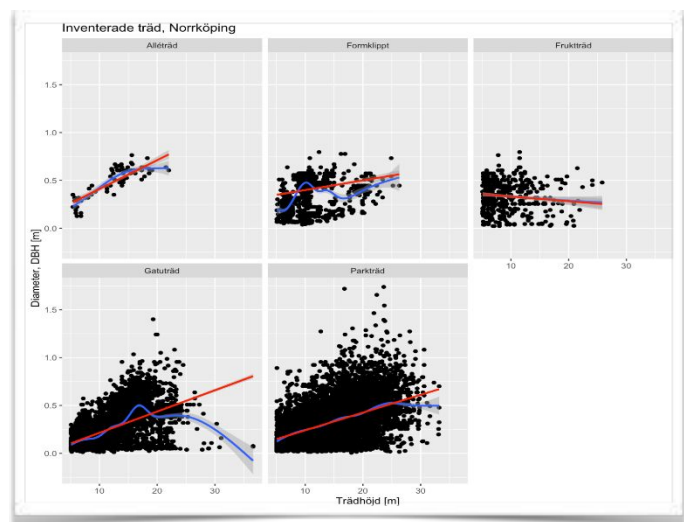 Inventerade träd, Norrköping
Alléträd Formklippt Fruktträd
1.5
1.0
0.5
0.0
10 20 30
Diameter, DBH [m]
Gatuträd Parkträd
1.5
1.0
0.5
0.0
10 20 30 10 20 30
Trädhöjd [m]